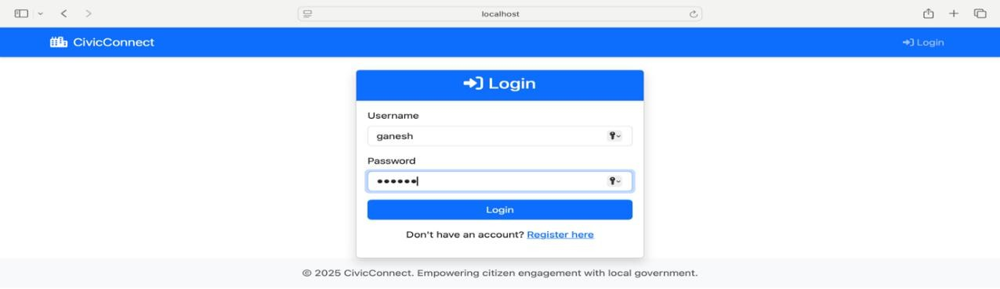 localhost
CivicConnect
Login
Login
Username
ganesh
Password
••••••
Login
Don't have an account? Register here
© 2025 CivicConnect. Empowering citizen engagement with local government.